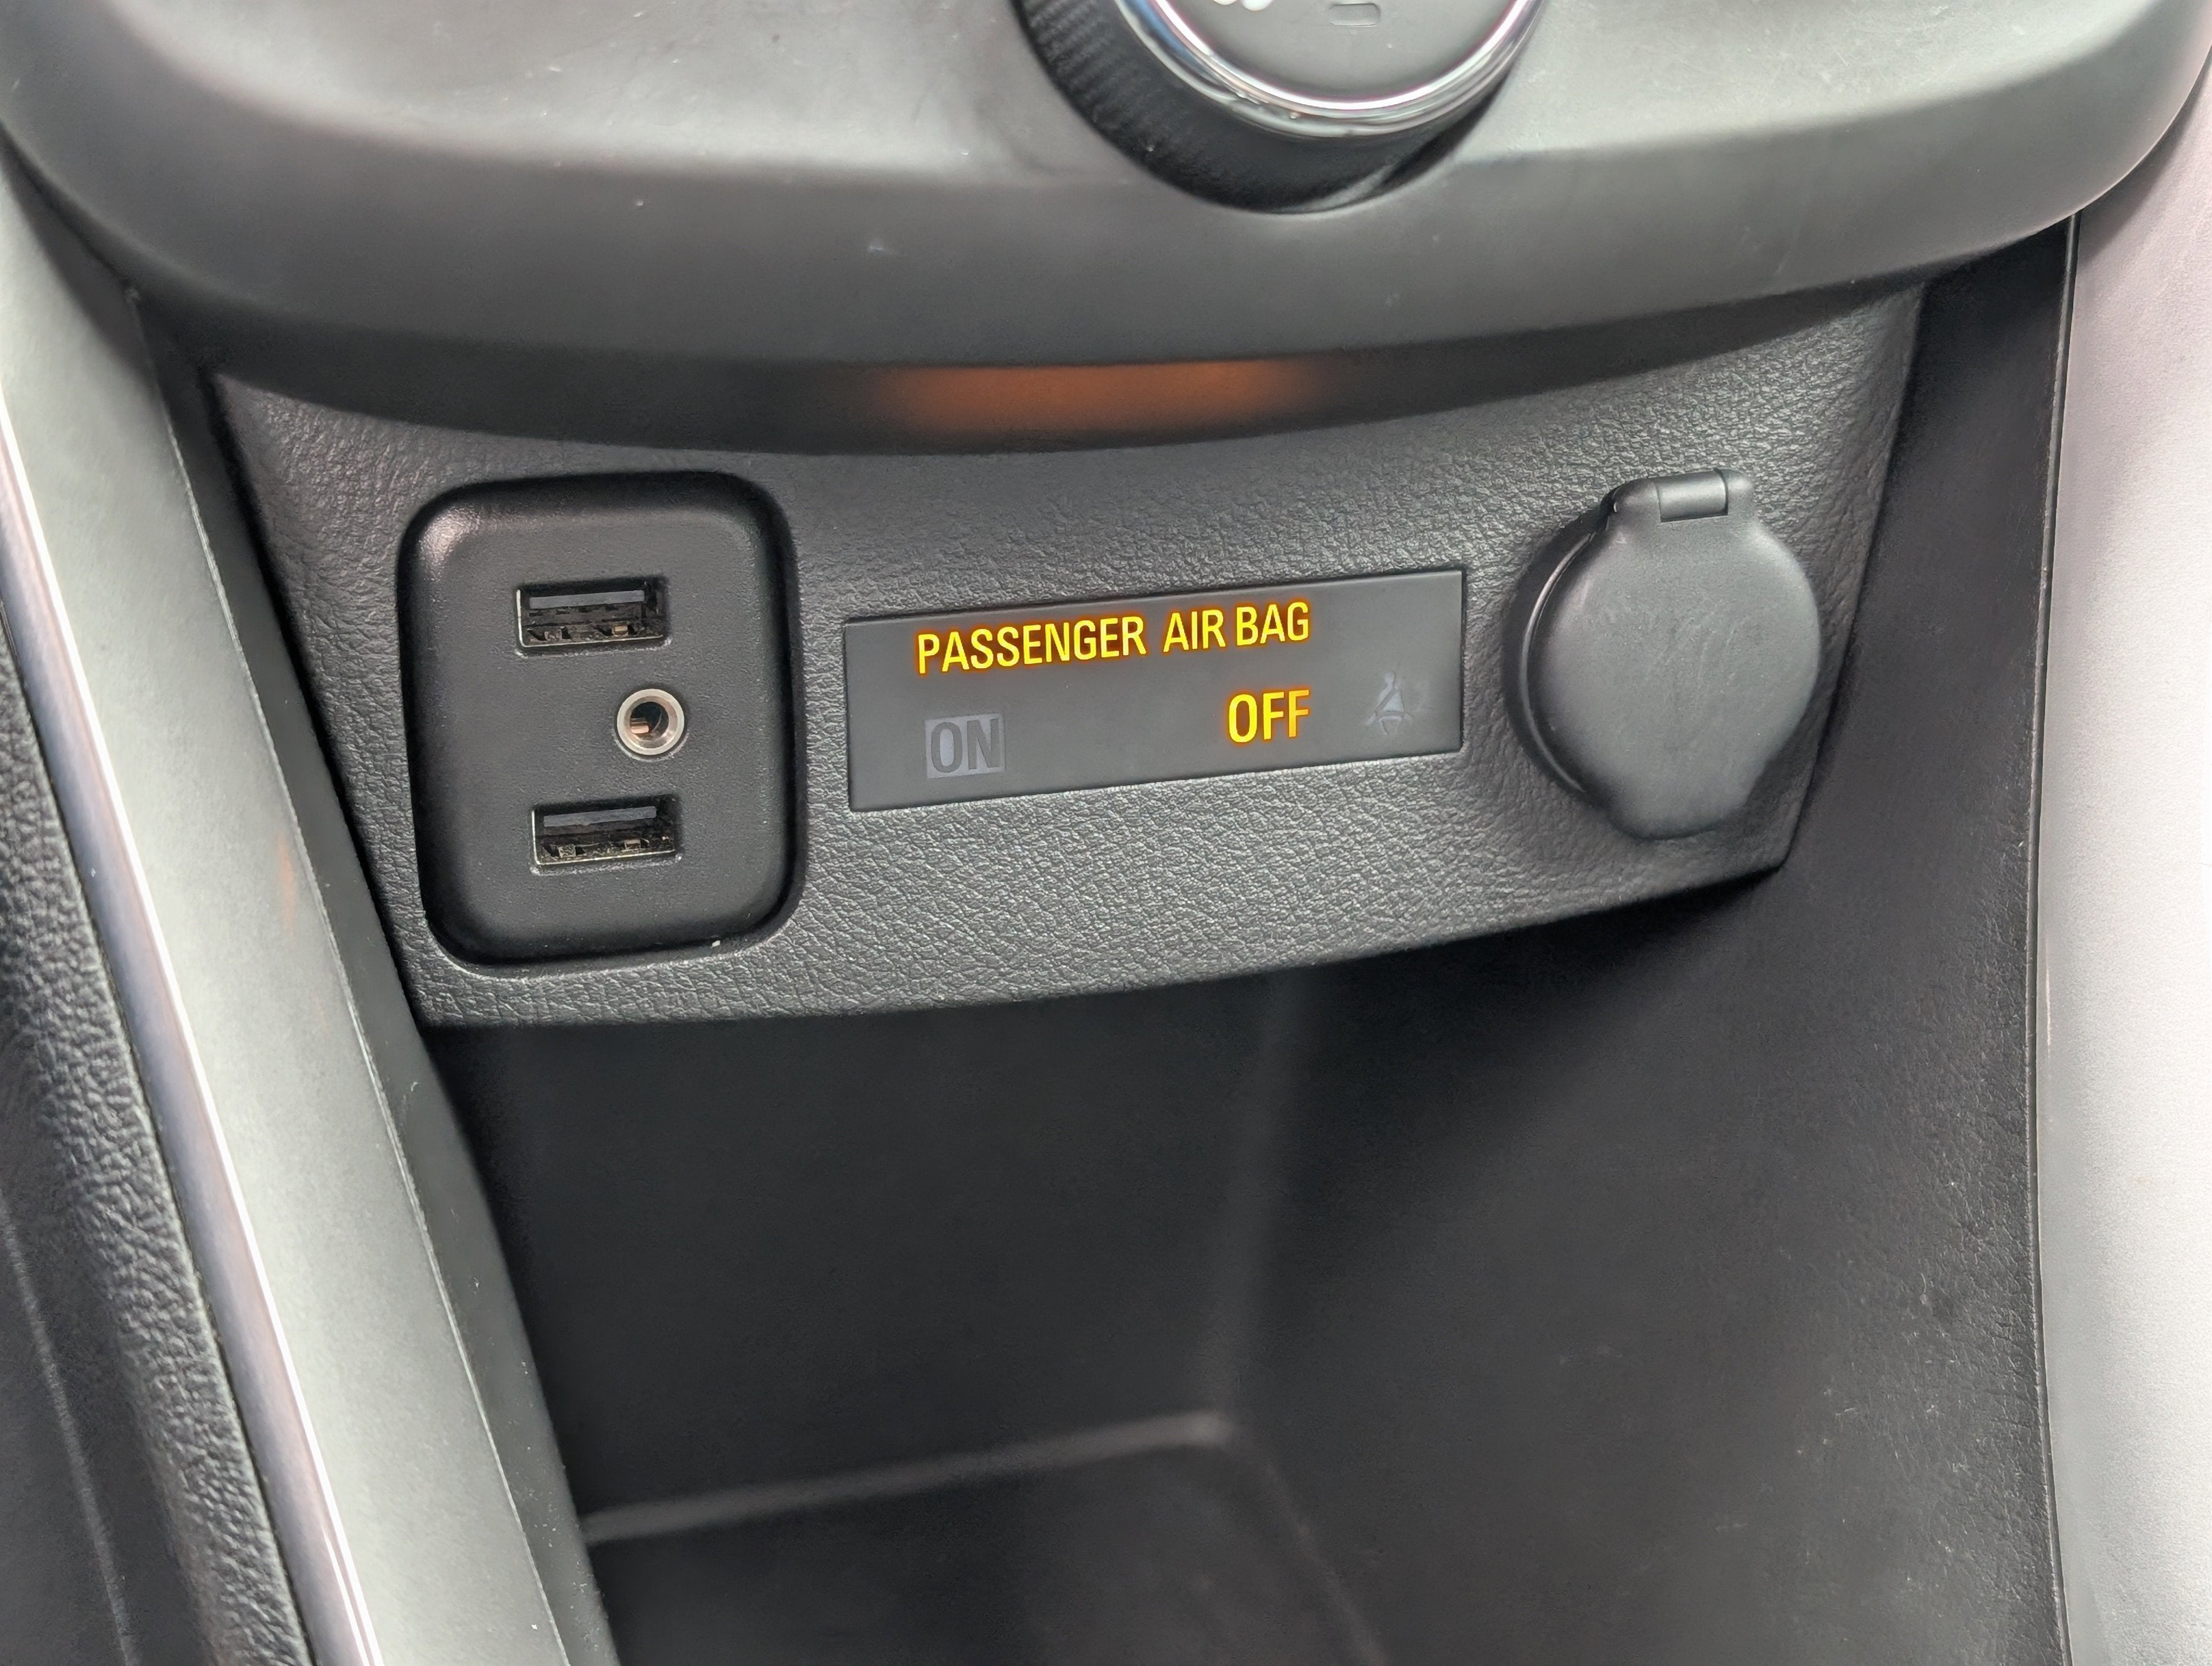 PASSENGER AIR BAG
ON OFF